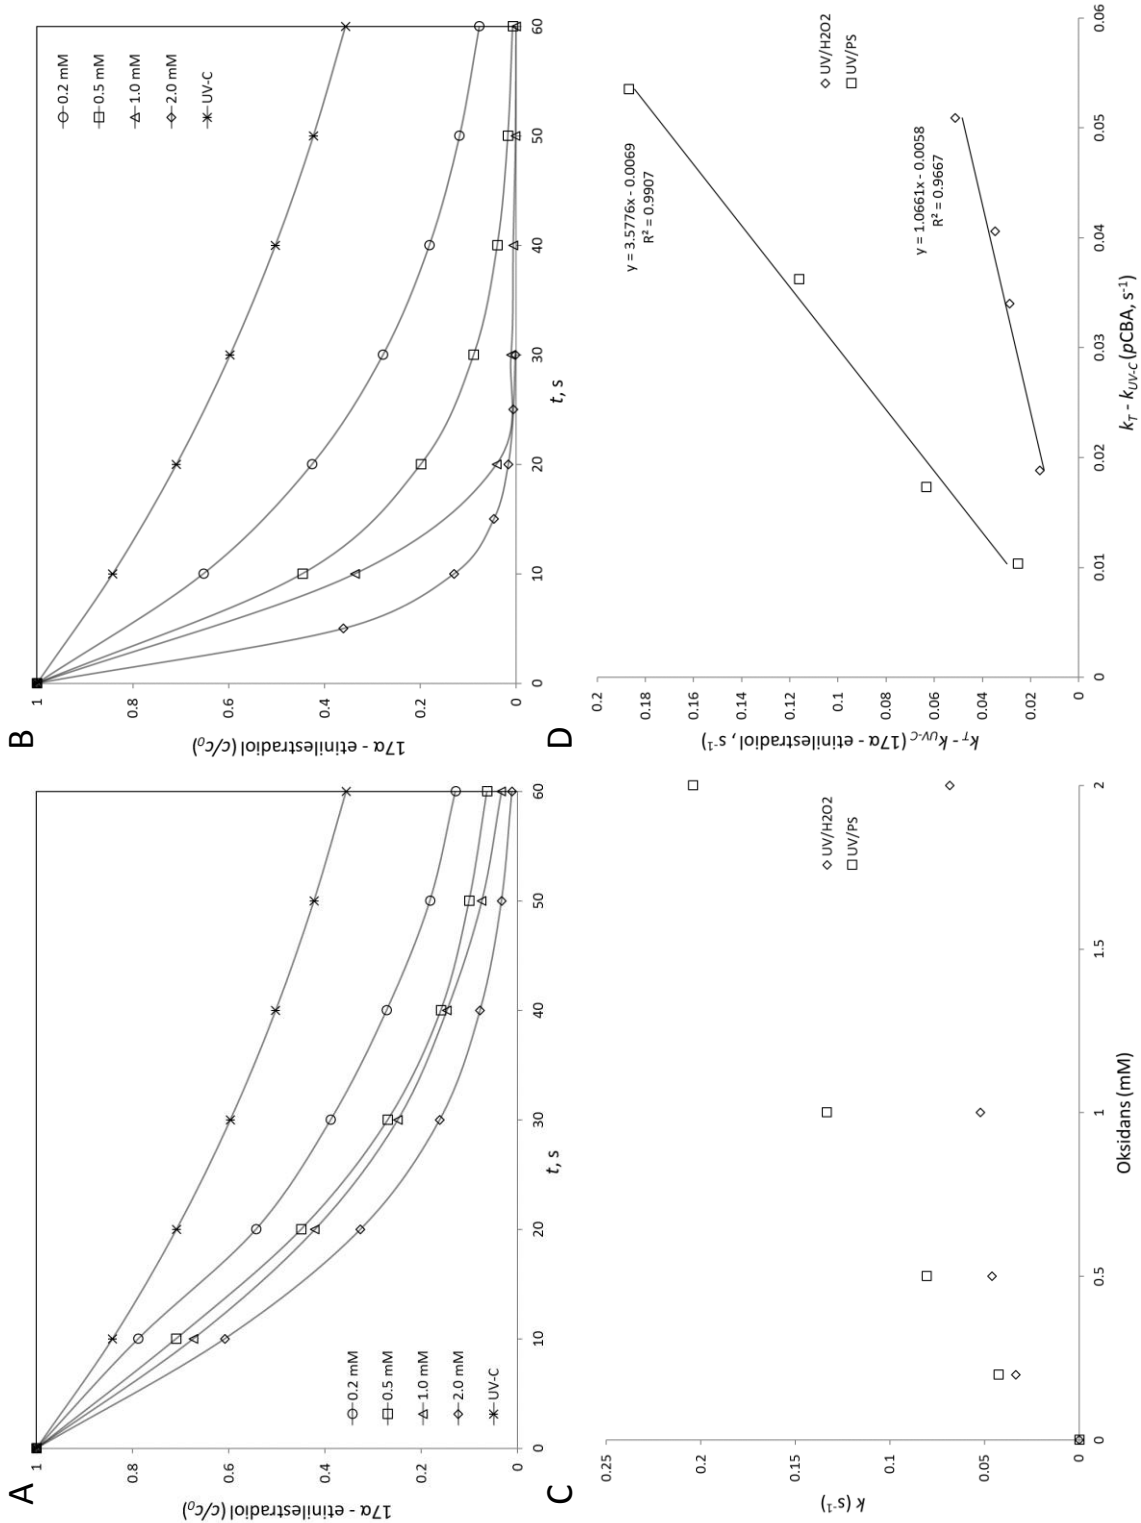 A
1
0.8
0.6
0.4
0.2
0
17α - etinilestradiol (c/c₀)
0 10 20 30 40 50 60
t, s
0.2 mM
0.5 mM
1.0 mM
2.0 mM
UV-C
B
1
0.8
0.6
0.4
0.2
0
17α - etinilestradiol (c/c₀)
0 10 20 30 40 50 60
t, s
0.2 mM
0.5 mM
1.0 mM
2.0 mM
UV-C
C
0.25
0.2
0.15
0.1
0.05
0
k (s⁻¹)
0 0.5 1 1.5 2
Oksidans (mM)
UV/H2O2
UV/PS
D
0.2
0.18
0.16
0.14
0.12
0.1
0.08
0.06
0.04
0.02
0
k_T - k_UV-C (17α - etinilestradiol, s⁻¹)
0 0.01 0.02 0.03 0.04 0.05 0.06
k_T - k_UV-C (pCBA, s⁻¹)
y = 3.5776x - 0.0069
R² = 0.9907
y = 1.0661x - 0.0058
R² = 0.9667
UV/H2O2
UV/PS